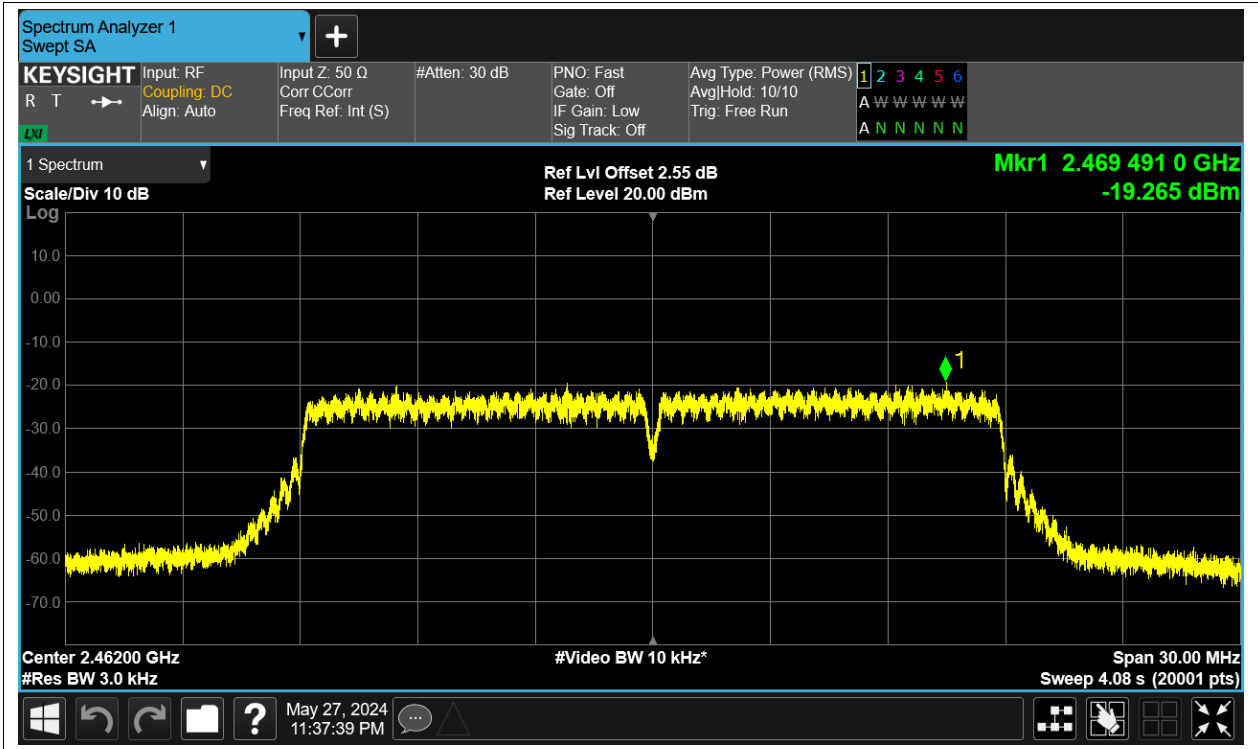 Spectrum Analyzer 1
Swept SA
KEYSIGHT
R T
LXI
Input: RF
Coupling: DC
Align: Auto
Input Z: 50 Ω
Corr CCorr
Freq Ref: Int (S)
#Atten: 30 dB
PNO: Fast
Gate: Off
IF Gain: Low
Sig Track: Off
Avg Type: Power (RMS)
Avg|Hold: 10/10
Trig: Free Run
1 2 3 4 5 6
A W W W W W
A N N N N N
1 Spectrum
Scale/Div 10 dB
Ref Lvl Offset 2.55 dB
Ref Level 20.00 dBm
Mkr1 2.469 491 0 GHz
-19.265 dBm
Log
10.0
0.00
-10.0
-20.0
-30.0
-40.0
-50.0
-60.0
-70.0
1
Center 2.46200 GHz
#Video BW 10 kHz*
Span 30.00 MHz
#Res BW 3.0 kHz
Sweep 4.08 s (20001 pts)
?
May 27, 2024
11:37:39 PM